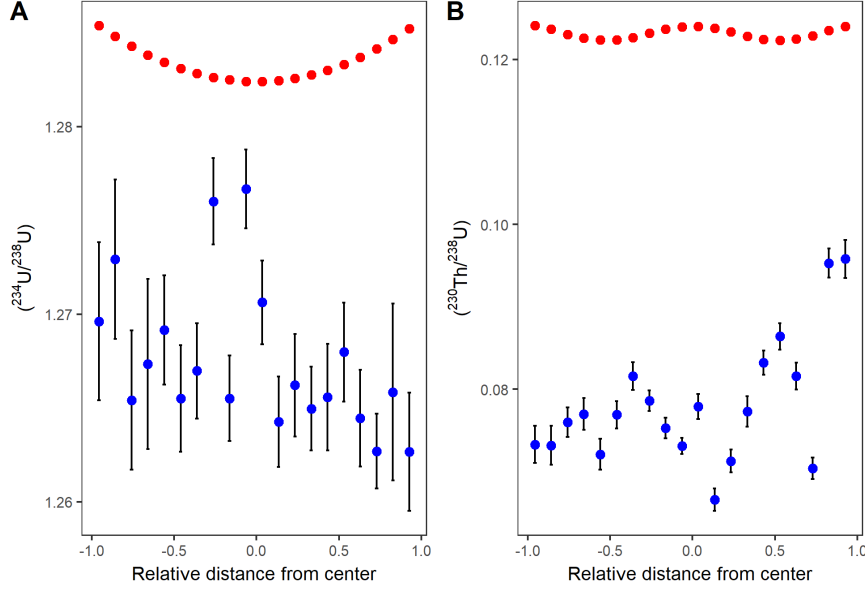 A
B
(²³⁴U/²³⁸U)
1.28
1.27
1.26
-1.0 -0.5 0.0 0.5 1.0
Relative distance from center
(²³⁰Th/²³⁸U)
0.12
0.10
0.08
-1.0 -0.5 0.0 0.5 1.0
Relative distance from center